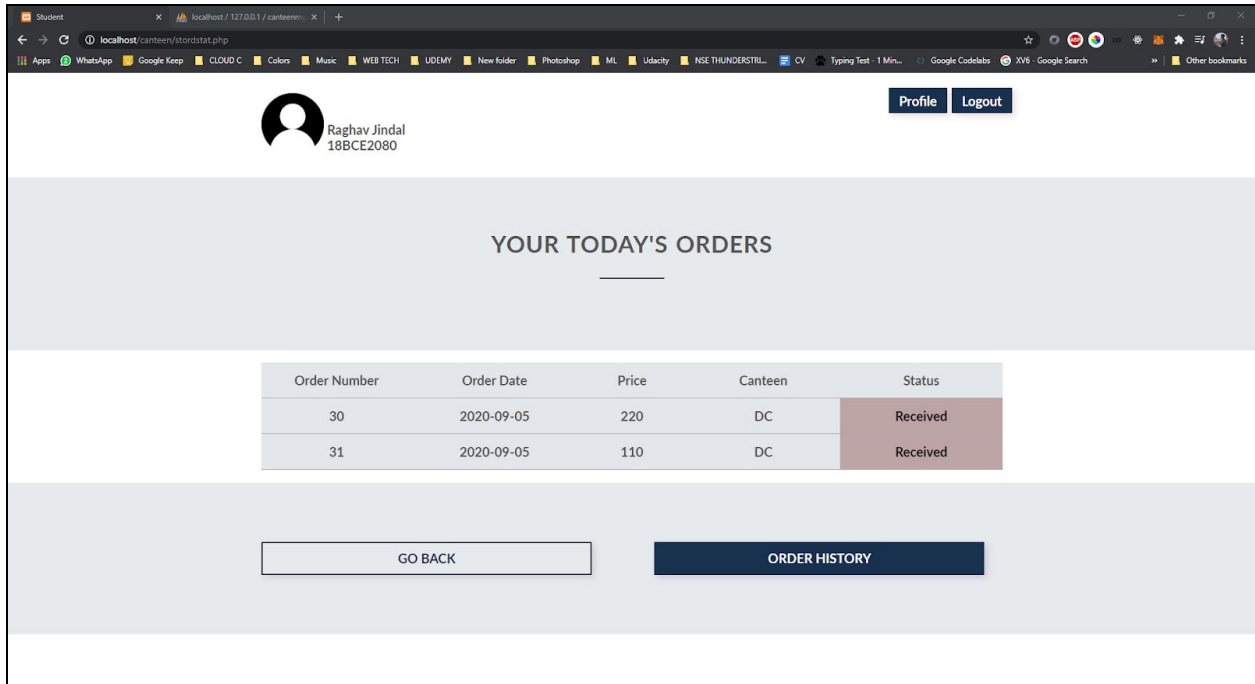 Student
localhost / 127.0.0.1 / canteenm
localhost/canteen/stordstat.php
Apps WhatsApp Google Keep CLOUD C Colors Music WEB TECH UDEMY New folder Photoshop ML Udacity NSE THUNDERSTRI... CV Typing Test - 1 Min... Google Codelabs XV6 - Google Search » Other bookmarks
Profile Logout
Raghav Jindal
18BCE2080
YOUR TODAY'S ORDERS
Order Number Order Date Price Canteen Status
30 2020-09-05 220 DC Received
31 2020-09-05 110 DC Received
GO BACK ORDER HISTORY